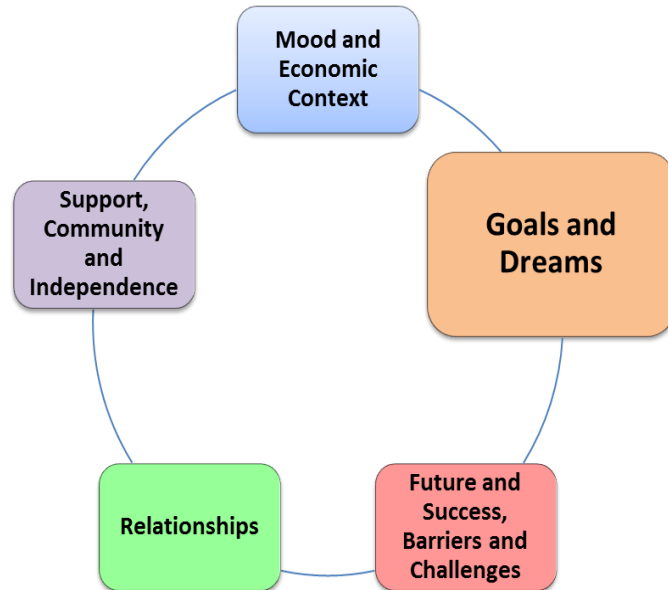 Mood and
Economic
Context
Goals and
Dreams
Future and
Success,
Barriers and
Challenges
Relationships
Support,
Community
and
Independence